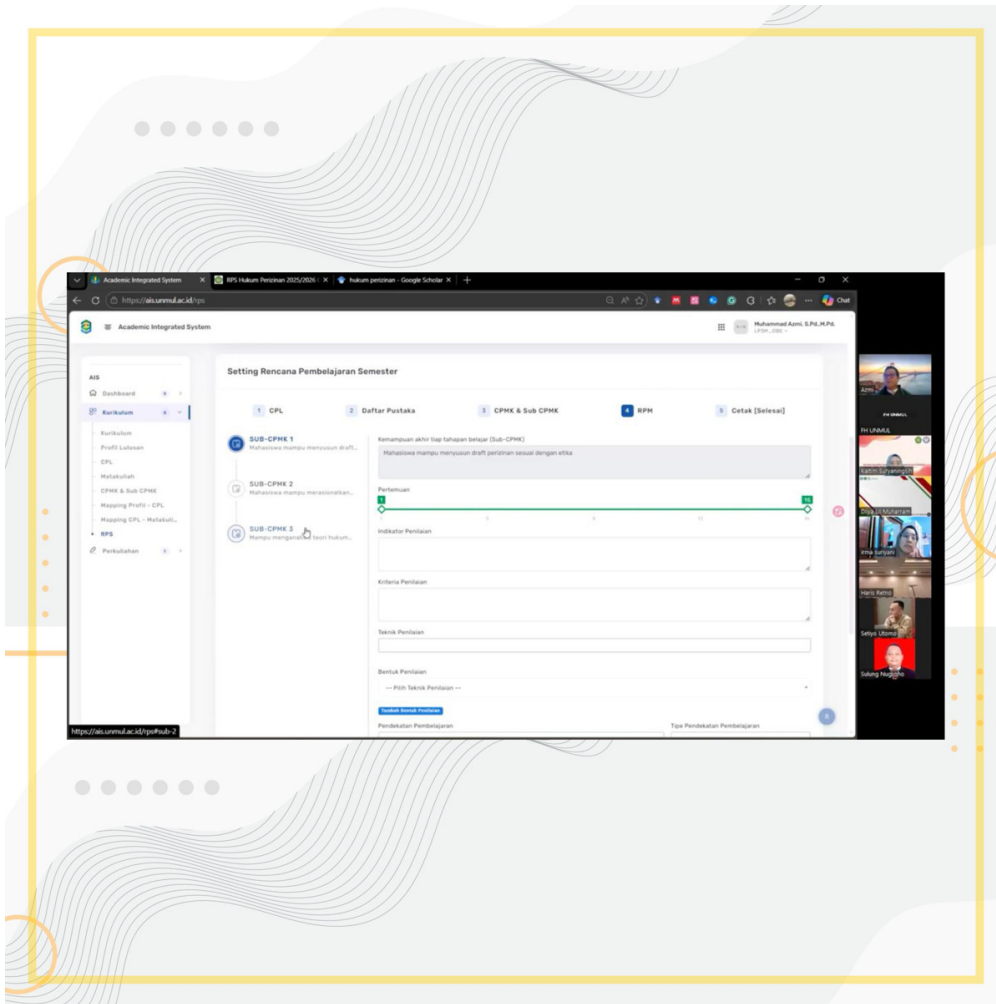 Academic Integrated System
RPS Hukum Perizinan 2025/2026
hukum perizinan - Google Scholar
https://ais.unmul.ac.id/rps
Chat
Academic Integrated System
Muhammad Azmi, S.Pd.,M.Pd.
AIS
Dashboard
Kurikulum
Kurikulum
Profil Lulusan
CPL
Matakuliah
CPMK & Sub CPMK
Mapping Profil - CPL
Mapping CPL - Matakuli...
RPS
Perkuliahan
Setting Rencana Pembelajaran Semester
1 CPL
2 Daftar Pustaka
3 CPMK & Sub CPMK
4 RPM
5 Cetak [Selesai]
SUB-CPMK 1
Mahasiswa mampu menyusun draft...
SUB-CPMK 2
Mahasiswa mampu merasionalkan...
SUB-CPMK 3
Mampu menganalisis teori hukum...
Kemampuan akhir tiap tahapan belajar (Sub-CPMK)
Mahasiswa mampu menyusun draft perizinan sesuai dengan etika
Pertemuan
1
16
Indikator Penilaian
Kriteria Penilaian
Teknik Penilaian
Bentuk Penilaian
-- Pilih Teknik Penilaian --
Tambah Bentuk Penilaian
Pendekatan Pembelajaran
Tipe Pendekatan Pembelajaran
https://ais.unmul.ac.id/rps#sub-2
Azmi
FH UNMUL
FH UNMUL
Kartini Suryaningsih
Irma Suriyani
Haris Retno
Setiyo Utomo
Sulung Nugroho